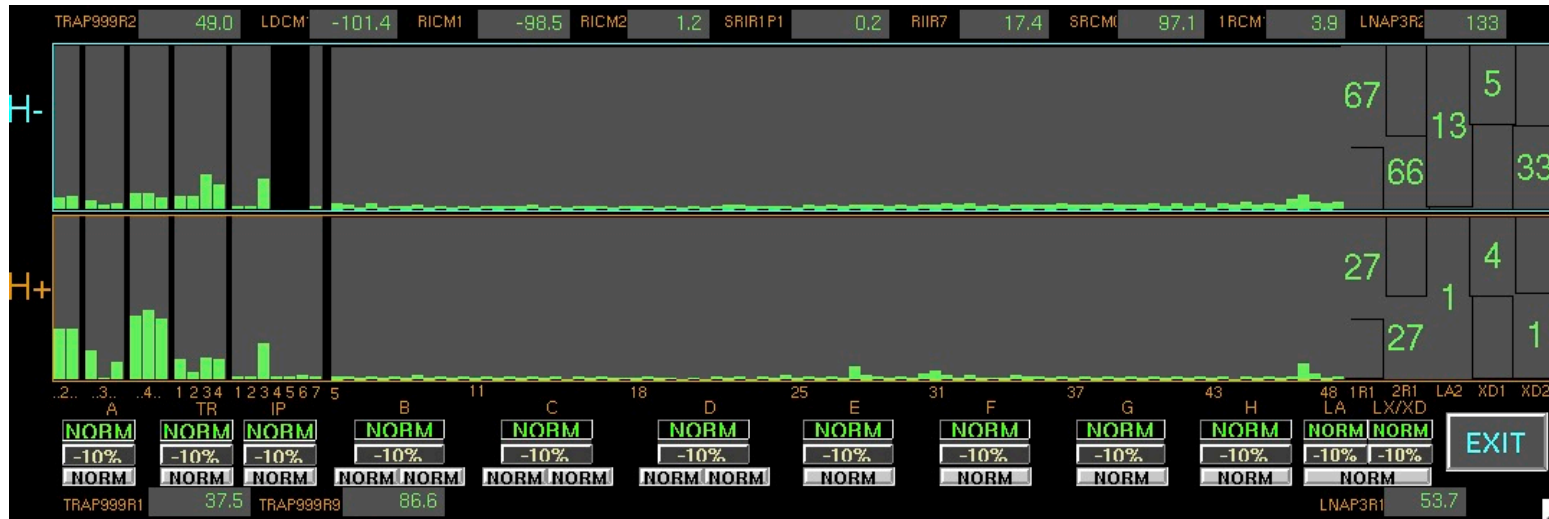 TRAP999R2 49.0 LDCM1 -101.4 RICM1 -98.5 RICM2 1.2 SRIR1P1 0.2 RIIR7 17.4 SRCM0 97.1 1RCM1 3.9 LNAP3R2 133
H-
67 5
13
66 33
H+
27 4
1
27 1
..2.. ..3.. ..4.. 1 2 3 4 1 2 3 4 5 6 7 5 11 18 25 31 37 43 48 1R1 2R1 LA2 XD1 XD2
A TR IP B C D E F G H LA LX/XD
NORM NORM NORM NORM NORM NORM NORM NORM NORM NORM NORM NORM
-10% -10% -10% -10% -10% -10% -10% -10% -10% -10% -10% -10%
EXIT
NORM NORM NORM NORM NORM NORM NORM NORM NORM NORM NORM NORM NORM NORM
TRAP999R1 37.5 TRAP999R9 86.6 LNAP3R1 53.7